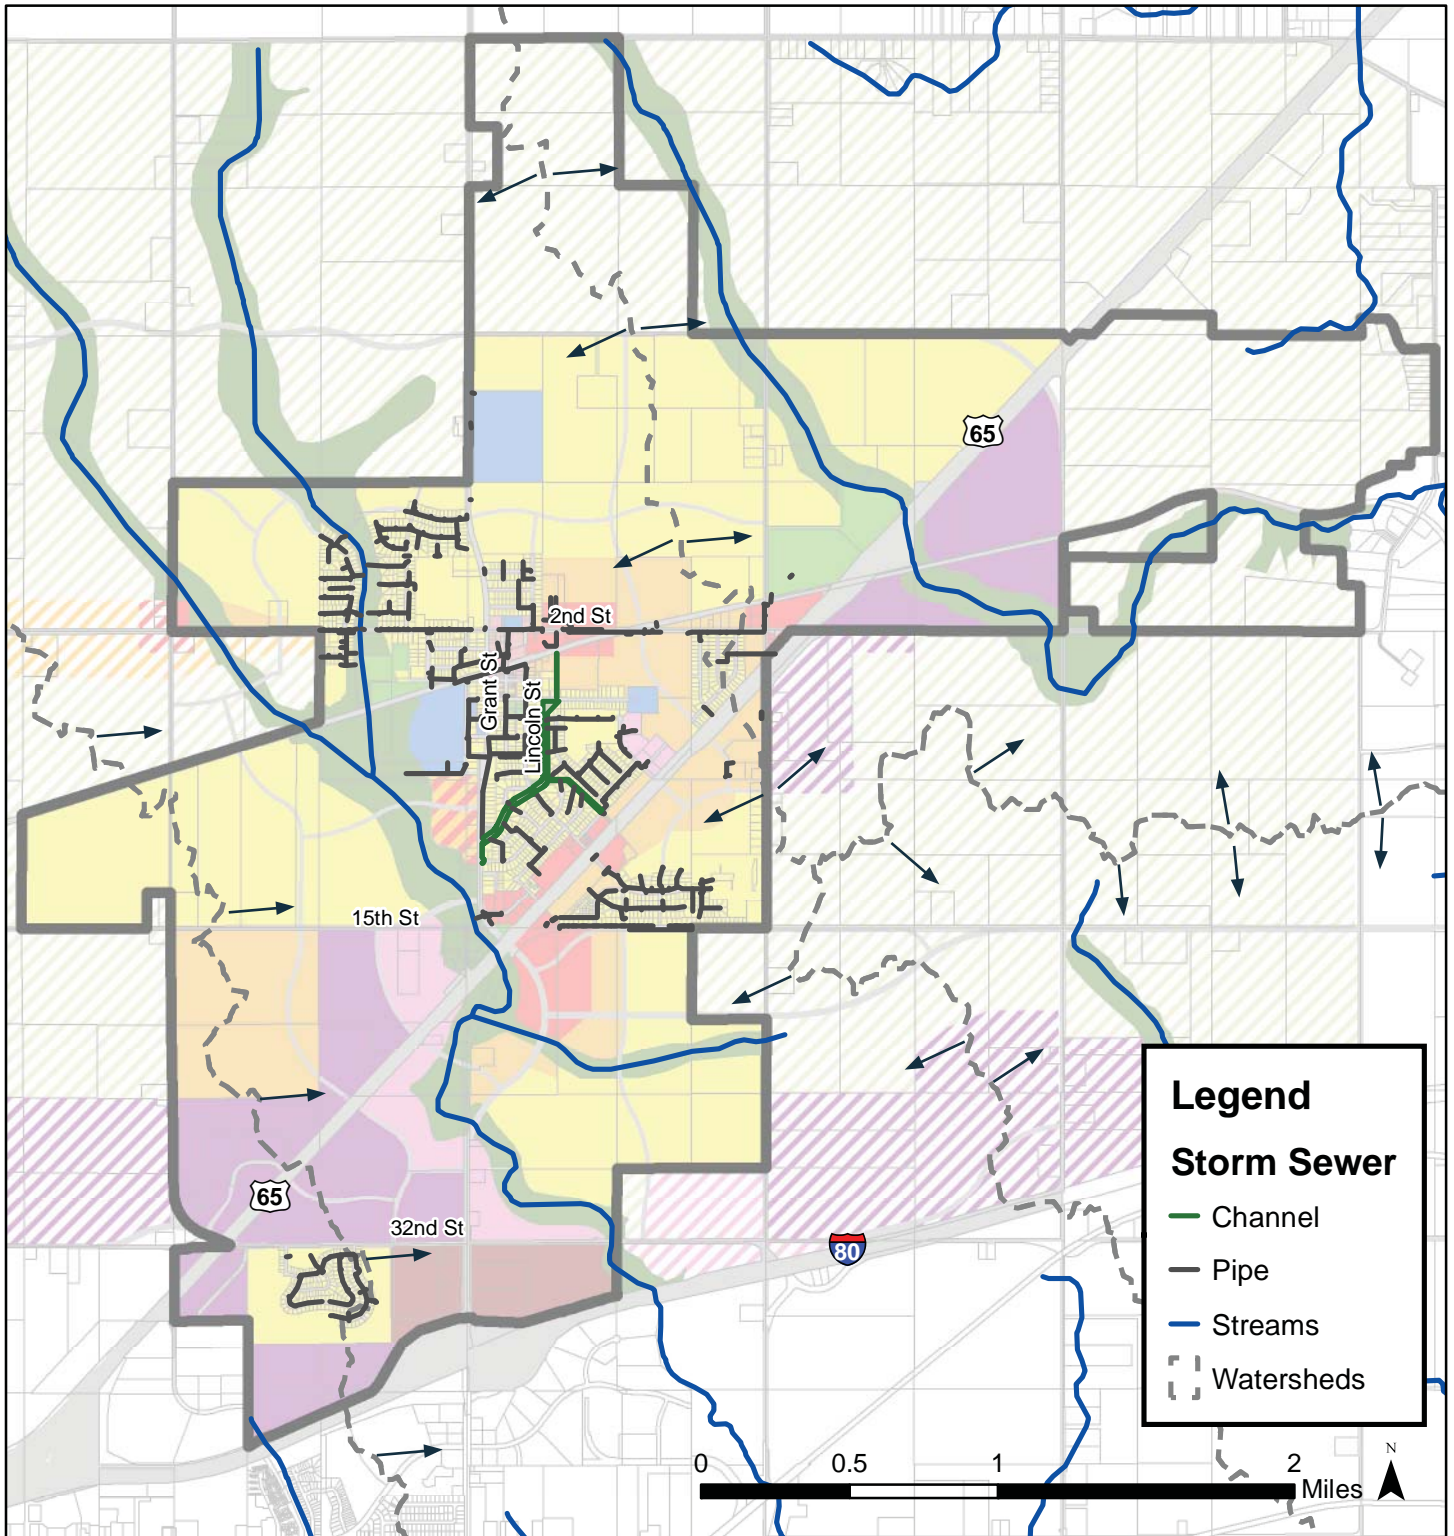 65
2nd St
Grant St
Lincoln St
15th St
65
32nd St
80
Legend
Storm Sewer
Channel
Pipe
Streams
Watersheds
0 0.5 1 2
Miles
N